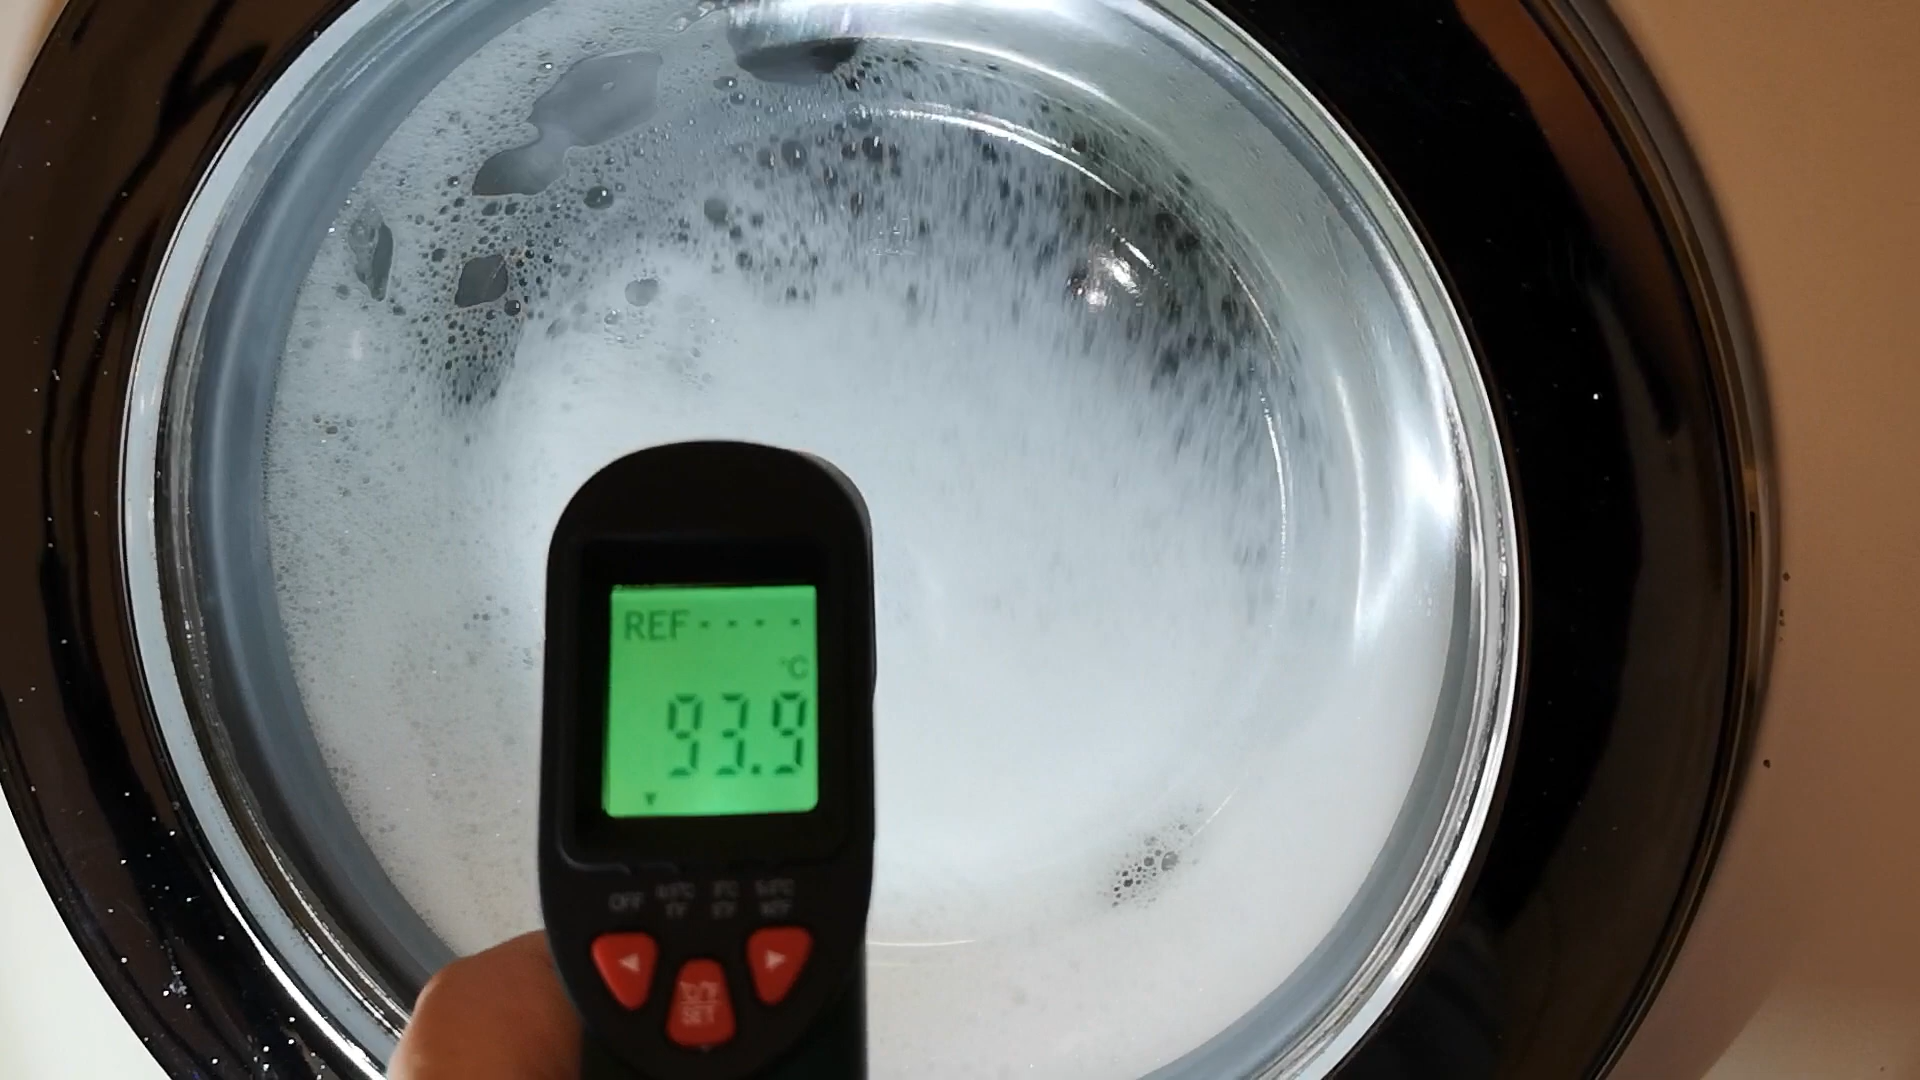 REF----
°C
93.9
▼
OFF
◀ ▶
SET